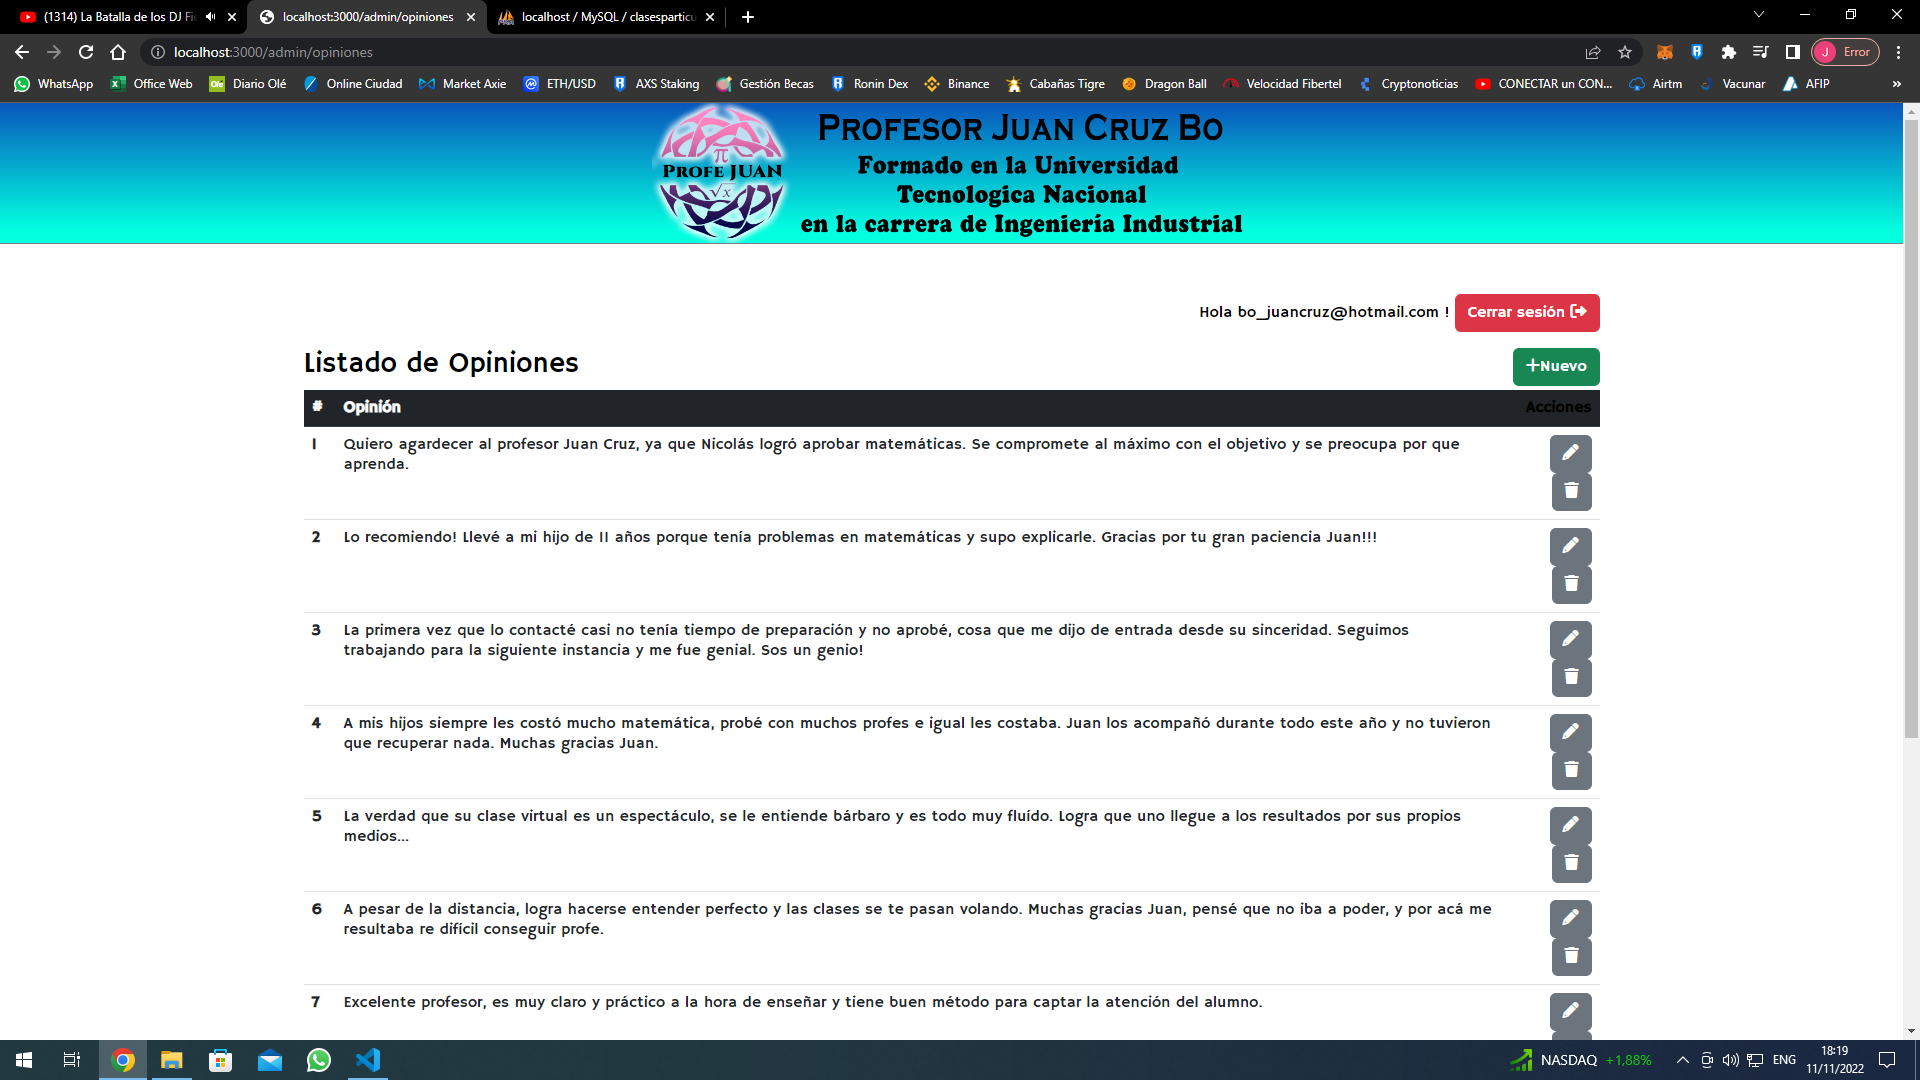 (1314) La Batalla de los DJ Fie
localhost:3000/admin/opiniones
localhost / MySQL / clasesparticu
localhost:3000/admin/opiniones
J Error
WhatsApp Office Web Diario Olé Online Ciudad Market Axie ETH/USD AXS Staking Gestión Becas Ronin Dex Binance Cabañas Tigre Dragon Ball Velocidad Fibertel Cryptonoticias CONECTAR un CON... Airtm Vacunar AFIP »
π
PROFE JUAN
√x
PROFESOR JUAN CRUZ BO
Formado en la Universidad
Tecnologica Nacional
en la carrera de Ingeniería Industrial
Hola bo_juancruz@hotmail.com ! Cerrar sesión
Listado de Opiniones
+Nuevo
# Opinión Acciones
1 Quiero agardecer al profesor Juan Cruz, ya que Nicolás logró aprobar matemáticas. Se compromete al máximo con el objetivo y se preocupa por que
aprenda.
2 Lo recomiendo! Llevé a mi hijo de 11 años porque tenía problemas en matemáticas y supo explicarle. Gracias por tu gran paciencia Juan!!!
3 La primera vez que lo contacté casi no tenía tiempo de preparación y no aprobé, cosa que me dijo de entrada desde su sinceridad. Seguimos
trabajando para la siguiente instancia y me fue genial. Sos un genio!
4 A mis hijos siempre les costó mucho matemática, probé con muchos profes e igual les costaba. Juan los acompañó durante todo este año y no tuvieron
que recuperar nada. Muchas gracias Juan.
5 La verdad que su clase virtual es un espectáculo, se le entiende bárbaro y es todo muy fluído. Logra que uno llegue a los resultados por sus propios
medios...
6 A pesar de la distancia, logra hacerse entender perfecto y las clases se te pasan volando. Muchas gracias Juan, pensé que no iba a poder, y por acá me
resultaba re difícil conseguir profe.
7 Excelente profesor, es muy claro y práctico a la hora de enseñar y tiene buen método para captar la atención del alumno.
NASDAQ +1,88%
ENG
18:19
11/11/2022